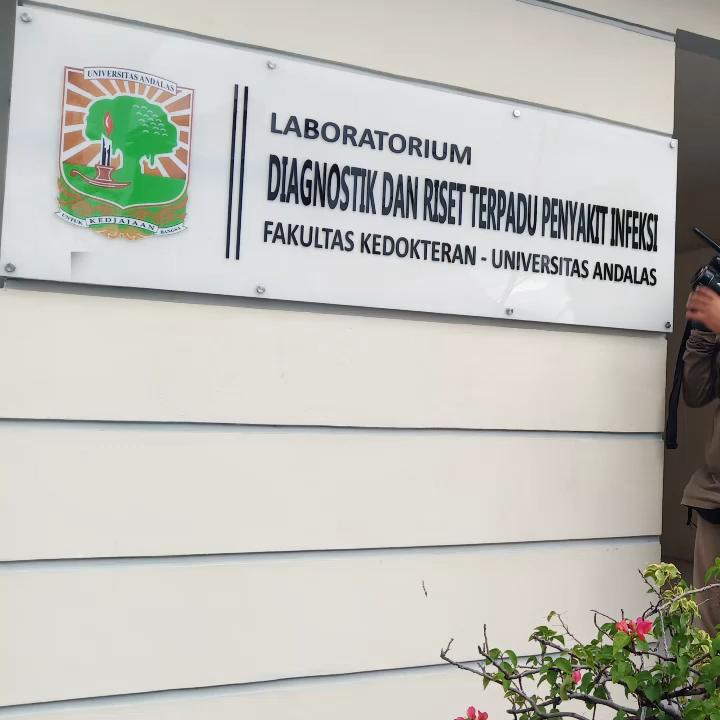 UNIVERSITAS ANDALAS
UNTUK KEDJAJAAN BANGSA
LABORATORIUM
DIAGNOSTIK DAN RISET TERPADU PENYAKIT INFEKSI
FAKULTAS KEDOKTERAN - UNIVERSITAS ANDALAS